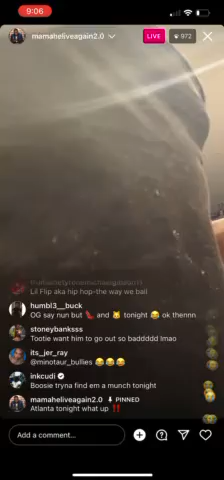 9:06
mamaheliveagain2.0
LIVE
972
Lil Flip aka hip hop-the way we ball
humbl3__buck
OG say nun but 💃🏾 and 🐱 tonight 😂 ok thennn
stoneybanksss
Tootie want him to go out so baddddd lmao
its_jer_ray
@minotaur_bullies 😂😂😂
inkcudi
Boosie tryna find em a munch tonight
mamaheliveagain2.0 PINNED
Atlanta tonight what up ‼️
Add a comment...